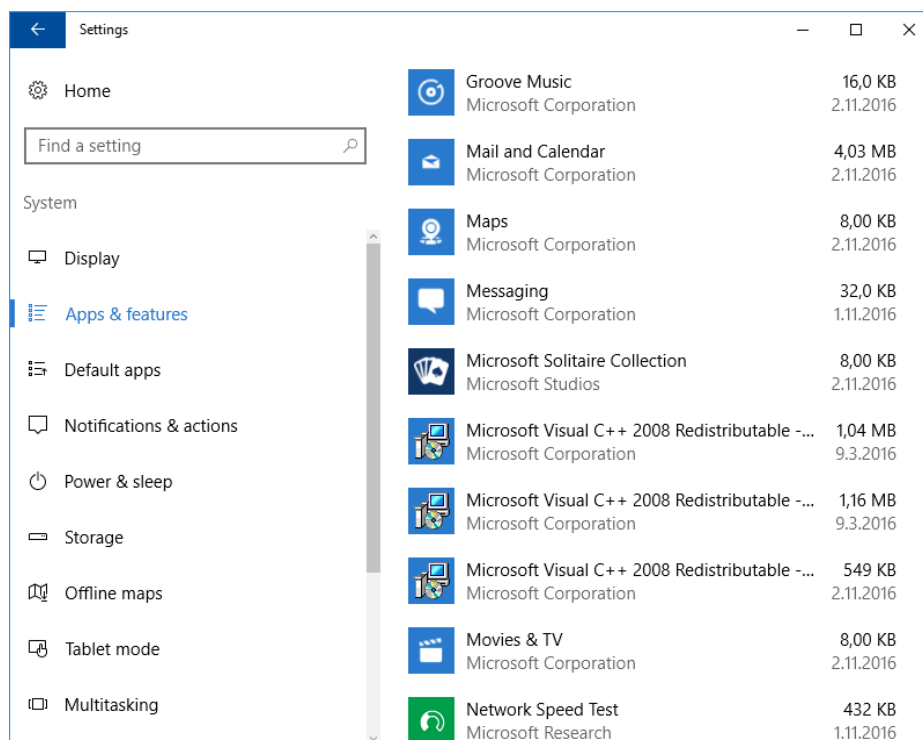 Settings
Home
Find a setting
System
Display
Apps & features
Default apps
Notifications & actions
Power & sleep
Storage
Offline maps
Tablet mode
Multitasking
Groove Music 16,0 KB
Microsoft Corporation 2.11.2016
Mail and Calendar 4,03 MB
Microsoft Corporation 2.11.2016
Maps 8,00 KB
Microsoft Corporation 2.11.2016
Messaging 32,0 KB
Microsoft Corporation 1.11.2016
Microsoft Solitaire Collection 8,00 KB
Microsoft Studios 2.11.2016
Microsoft Visual C++ 2008 Redistributable -... 1,04 MB
Microsoft Corporation 9.3.2016
Microsoft Visual C++ 2008 Redistributable -... 1,16 MB
Microsoft Corporation 9.3.2016
Microsoft Visual C++ 2008 Redistributable -... 549 KB
Microsoft Corporation 2.11.2016
Movies & TV 8,00 KB
Microsoft Corporation 2.11.2016
Network Speed Test 432 KB
Microsoft Research 1.11.2016